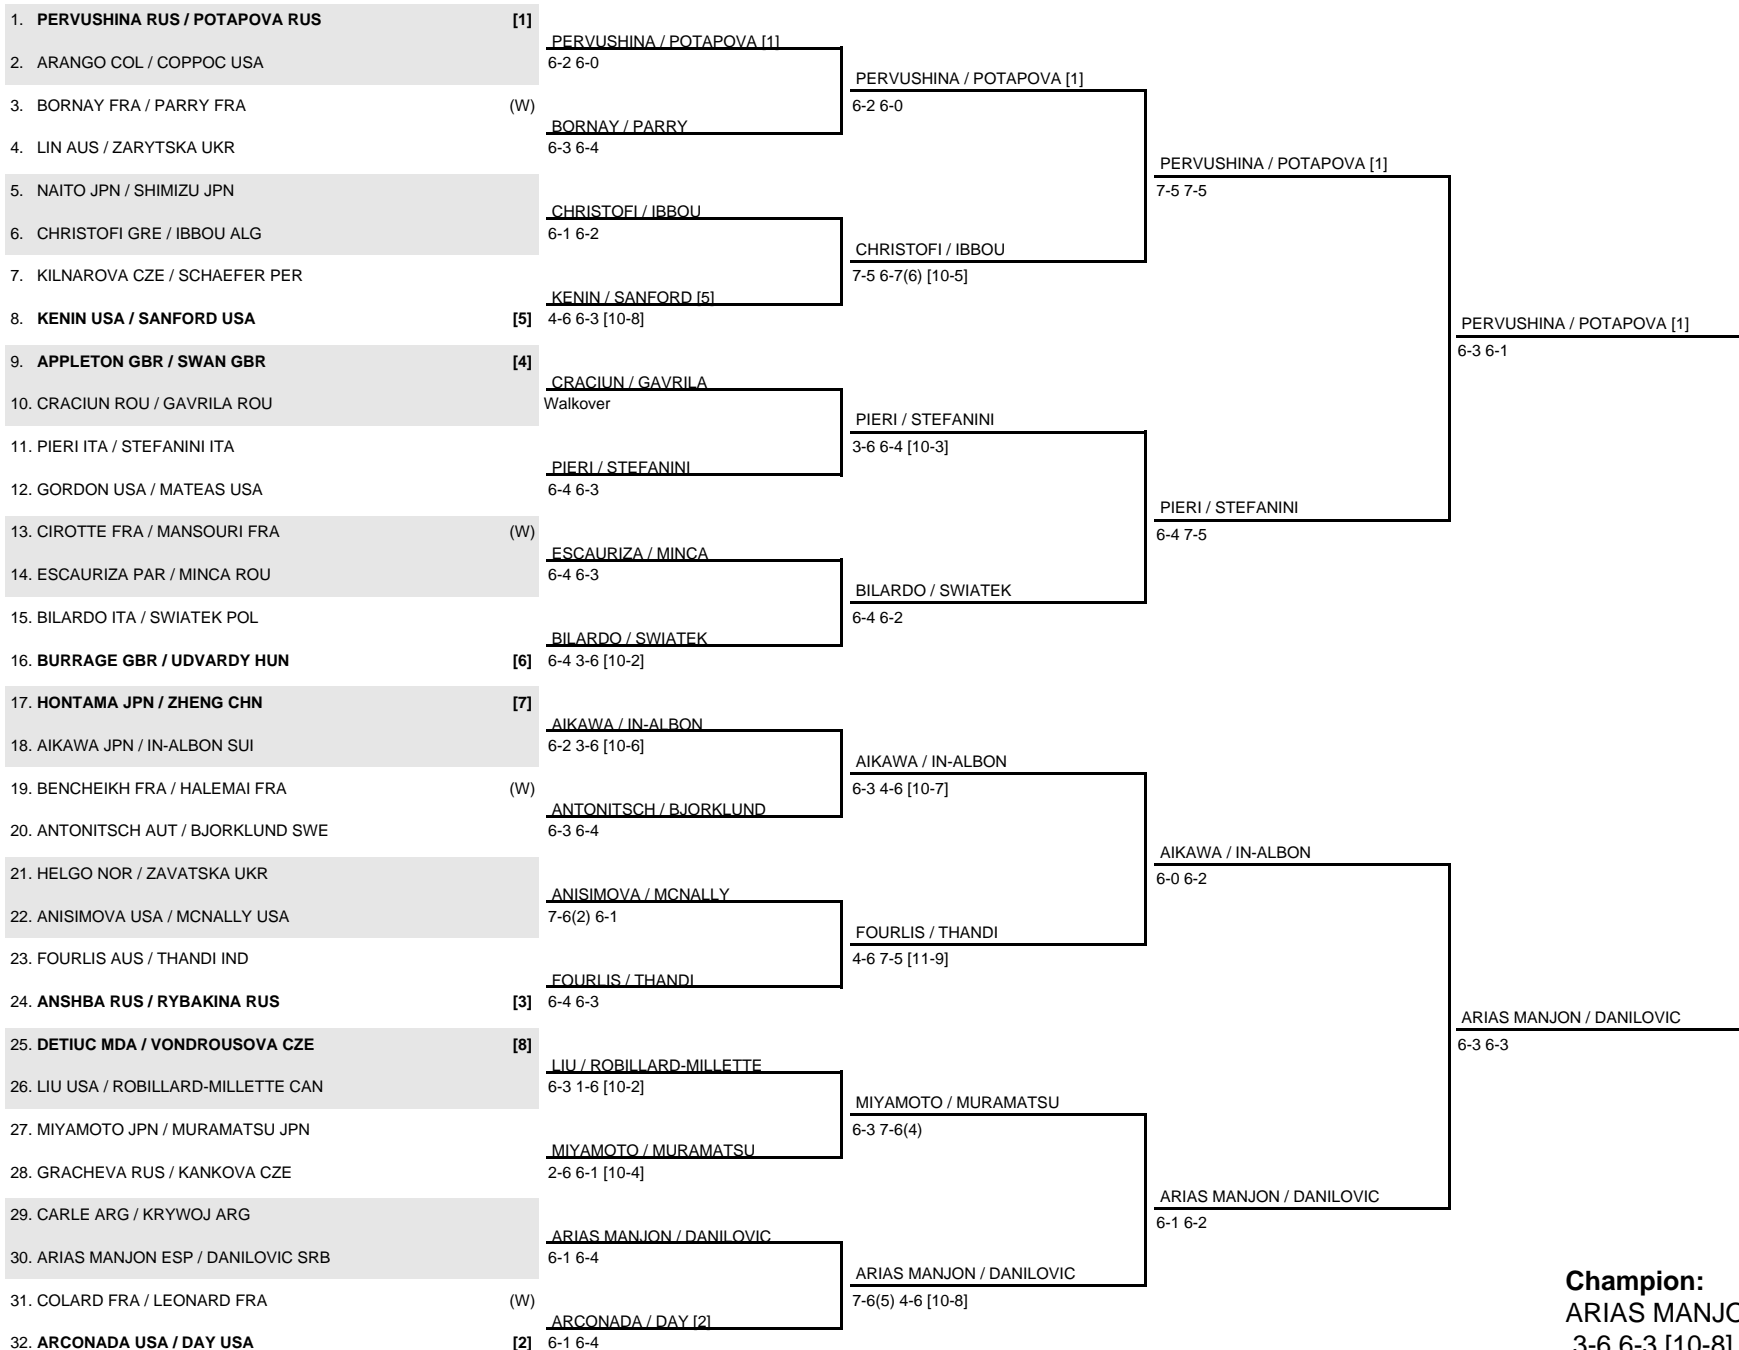 1. PERVUSHINA RUS / POTAPOVA RUS [1]
2. ARANGO COL / COPPOC USA
3. BORNAY FRA / PARRY FRA (W)
4. LIN AUS / ZARYTSKA UKR
5. NAITO JPN / SHIMIZU JPN
6. CHRISTOFI GRE / IBBOU ALG
7. KILNAROVA CZE / SCHAEFER PER
8. KENIN USA / SANFORD USA [5]
9. APPLETON GBR / SWAN GBR [4]
10. CRACIUN ROU / GAVRILA ROU
11. PIERI ITA / STEFANINI ITA
12. GORDON USA / MATEAS USA
13. CIROTTE FRA / MANSOURI FRA (W)
14. ESCAURIZA PAR / MINCA ROU
15. BILARDO ITA / SWIATEK POL
16. BURRAGE GBR / UDVARDY HUN [6]
17. HONTAMA JPN / ZHENG CHN [7]
18. AIKAWA JPN / IN-ALBON SUI
19. BENCHEIKH FRA / HALEMAI FRA (W)
20. ANTONITSCH AUT / BJORKLUND SWE
21. HELGO NOR / ZAVATSKA UKR
22. ANISIMOVA USA / MCNALLY USA
23. FOURLIS AUS / THANDI IND
24. ANSHBA RUS / RYBAKINA RUS [3]
25. DETIUC MDA / VONDROUSOVA CZE [8]
26. LIU USA / ROBILLARD-MILLETTE CAN
27. MIYAMOTO JPN / MURAMATSU JPN
28. GRACHEVA RUS / KANKOVA CZE
29. CARLE ARG / KRYWOJ ARG
30. ARIAS MANJON ESP / DANILOVIC SRB
31. COLARD FRA / LEONARD FRA (W)
32. ARCONADA USA / DAY USA [2]
PERVUSHINA / POTAPOVA [1]
6-2 6-0
BORNAY / PARRY
6-3 6-4
CHRISTOFI / IBBOU
6-1 6-2
KENIN / SANFORD [5]
4-6 6-3 [10-8]
CRACIUN / GAVRILA
Walkover
PIERI / STEFANINI
6-4 6-3
ESCAURIZA / MINCA
6-4 6-3
BILARDO / SWIATEK
6-4 3-6 [10-2]
AIKAWA / IN-ALBON
6-2 3-6 [10-6]
ANTONITSCH / BJORKLUND
6-3 6-4
ANISIMOVA / MCNALLY
7-6(2) 6-1
FOURLIS / THANDI
6-4 6-3
LIU / ROBILLARD-MILLETTE
6-3 1-6 [10-2]
MIYAMOTO / MURAMATSU
2-6 6-1 [10-4]
ARIAS MANJON / DANILOVIC
6-1 6-4
ARCONADA / DAY [2]
6-1 6-4
PERVUSHINA / POTAPOVA [1]
6-2 6-0
CHRISTOFI / IBBOU
7-5 6-7(6) [10-5]
PIERI / STEFANINI
3-6 6-4 [10-3]
BILARDO / SWIATEK
6-4 6-2
AIKAWA / IN-ALBON
6-3 4-6 [10-7]
FOURLIS / THANDI
4-6 7-5 [11-9]
MIYAMOTO / MURAMATSU
6-3 7-6(4)
ARIAS MANJON / DANILOVIC
7-6(5) 4-6 [10-8]
PERVUSHINA / POTAPOVA [1]
7-5 7-5
PIERI / STEFANINI
6-4 7-5
AIKAWA / IN-ALBON
6-0 6-2
ARIAS MANJON / DANILOVIC
6-1 6-2
PERVUSHINA / POTAPOVA [1]
6-3 6-1
ARIAS MANJON / DANILOVIC
6-3 6-3
Champion:
ARIAS
3-6 6-3 [10-8]